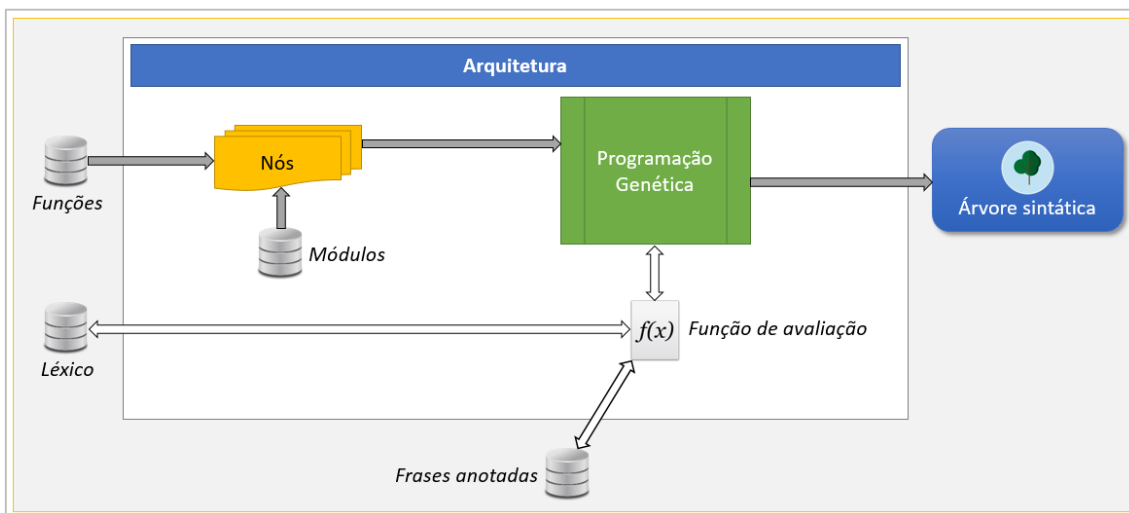 Arquitetura
Nós
Programação
Genética
Funções
Árvore sintática
Módulos
f(x)
Função de avaliação
Léxico
Frases anotadas